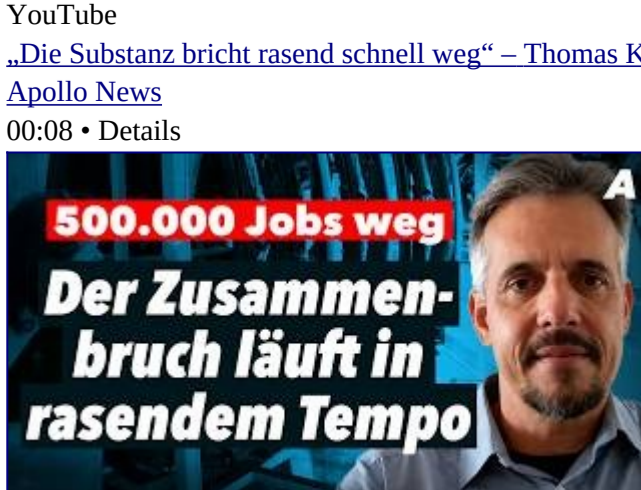 YouTube
„Die Substanz bricht rasend schnell weg“ – Thomas K
Apollo News
00:08 • Details
A
500.000 Jobs weg
Der Zusammen-
bruch läuft in
rasendem Tempo